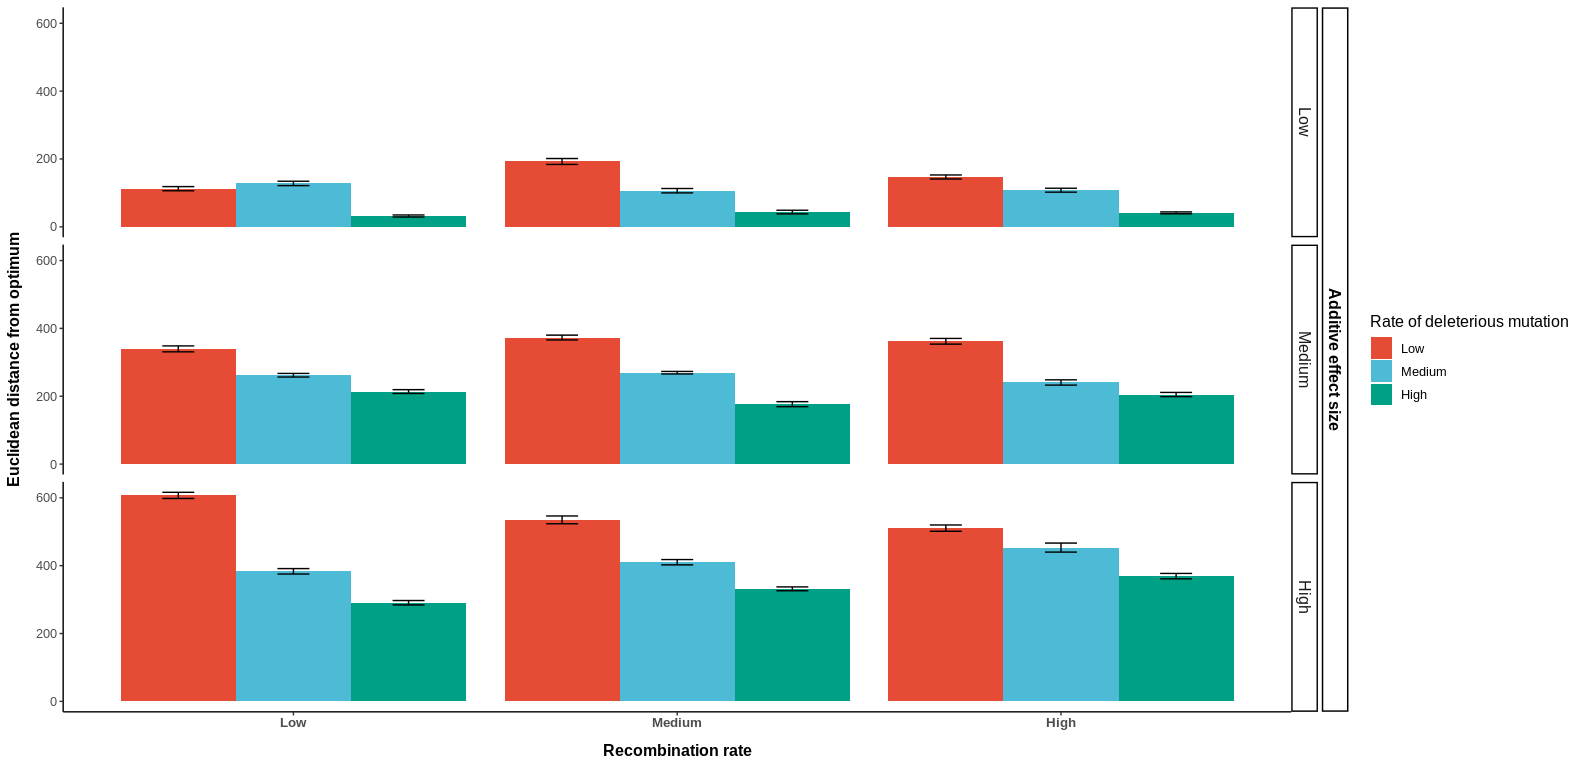 Euclidean distance from optimum
600
400
200
0
Low
600
400
200
0
Medium
600
400
200
0
High
Additive effect size
Low
Medium
High
Recombination rate
Rate of deleterious mutation
Low
Medium
High